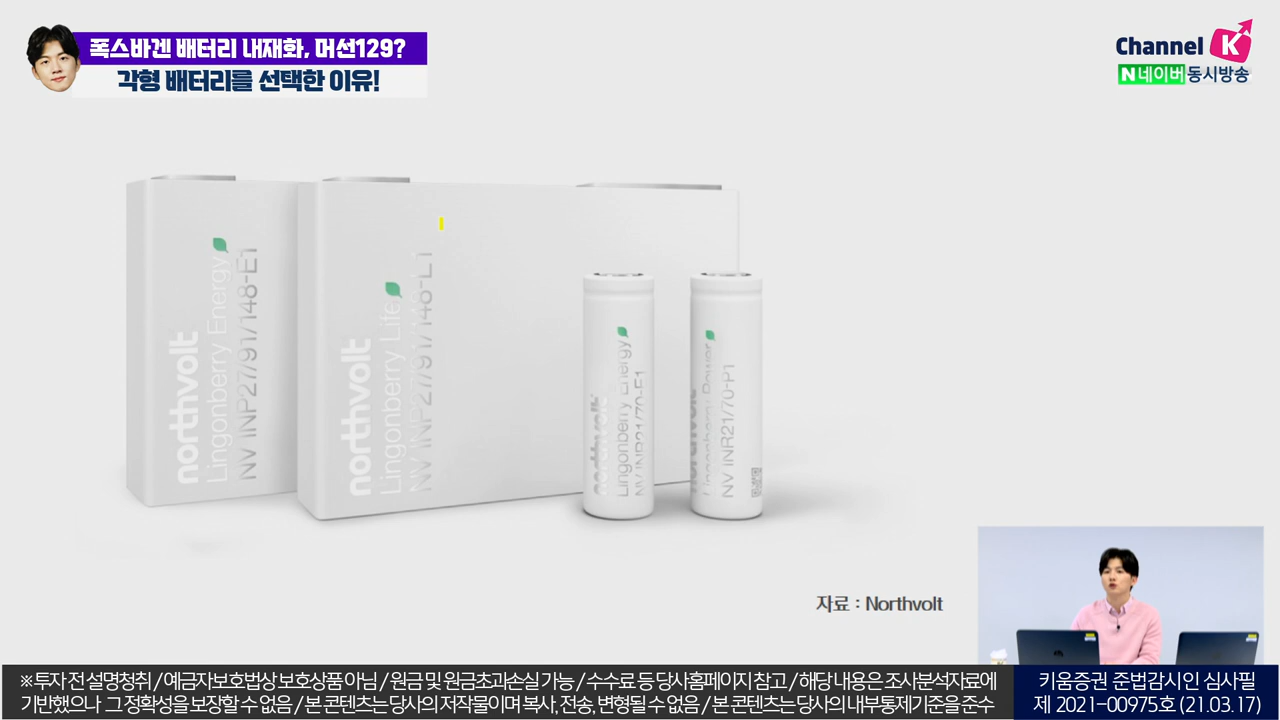 폭스바겐 배터리 내재화, 머선129?
각형 배터리를 선택한 이유!
Channel K
N 네이버 동시방송
northvolt
Lingonberry Energy
NV INP27/91/148-E1
northvolt
Lingonberry Life
NV INP27/91/148-L1
northvolt
Lingonberry Energy
NV INR21/70-E1
northvolt
Lingonberry Power
NV INR21/70-P1
자료 : Northvolt
※ 투자 전 설명청취 / 예금자보호법상 보호상품 아님 / 원금 및 원금초과손실 가능 / 수수료 등 당사홈페이지 참고 / 해당 내용은 조사분석자료에
기반했으나 그 정확성을 보장할 수 없음 / 본 콘텐츠는 당사의 저작물이며 복사, 전송, 변형될 수 없음 / 본 콘텐츠는 당사의 내부통제기준을 준수
키움증권 준법감시인 심사필
제 2021-00975호 (21.03.17)